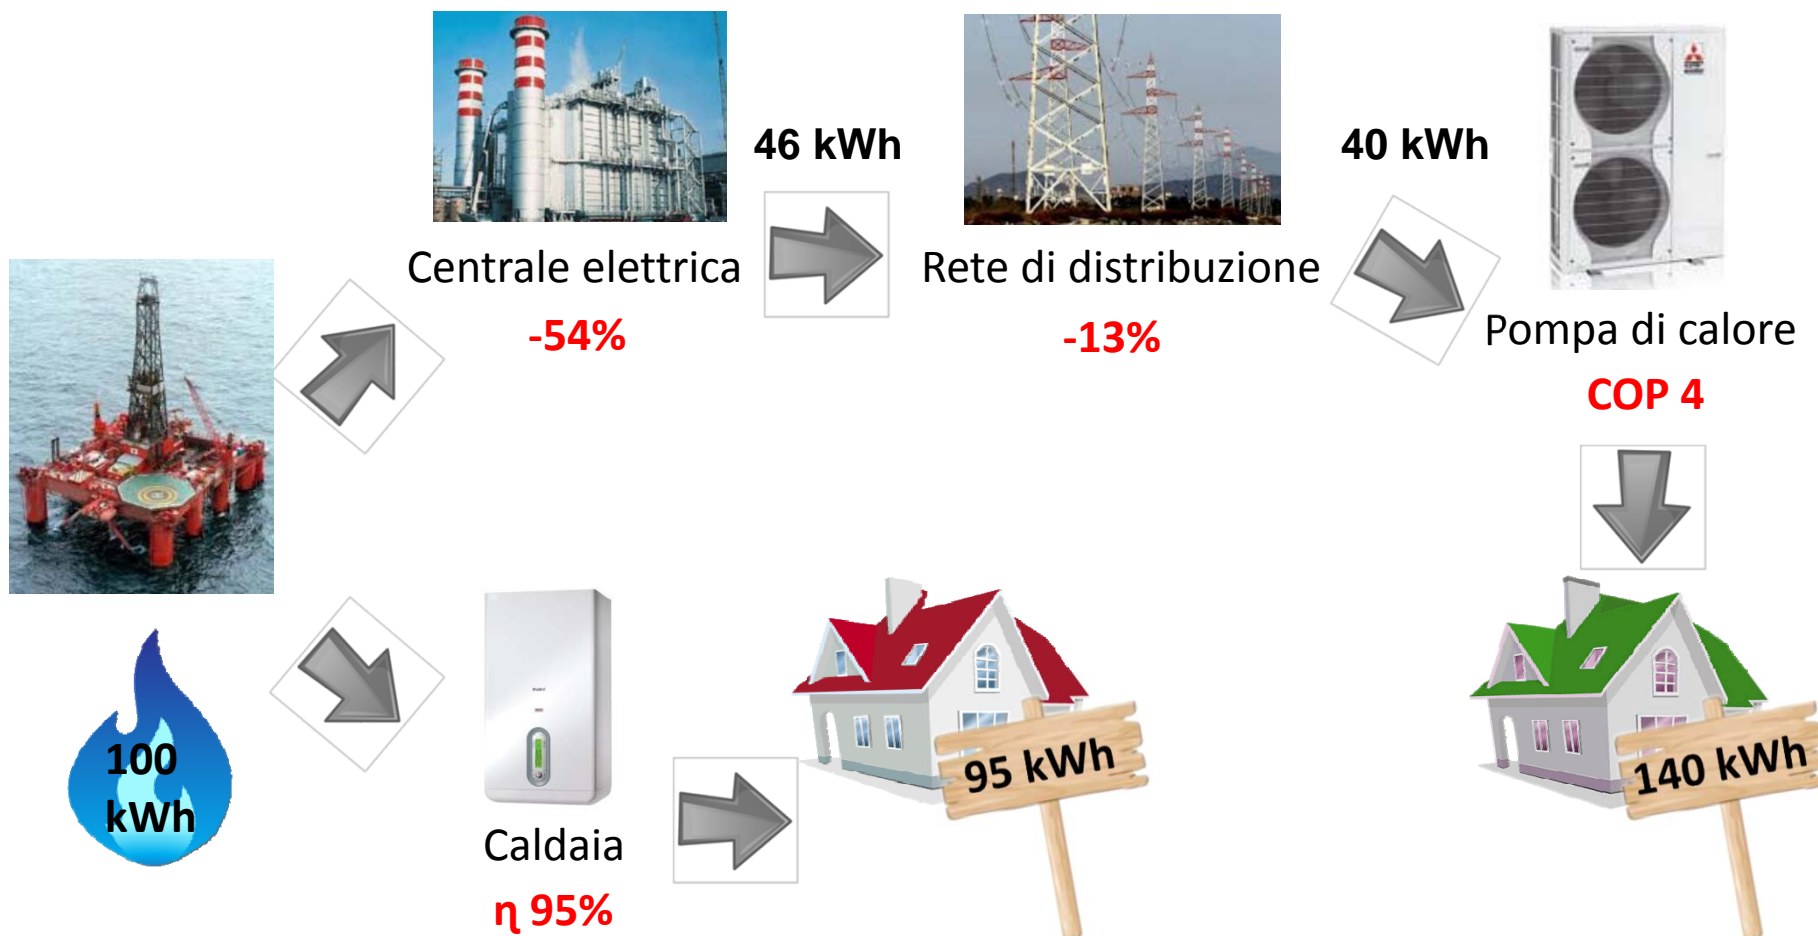 46 kWh
40 kWh
Centrale elettrica
-54%
Rete di distribuzione
-13%
Pompa di calore
COP 4
100
kWh
Caldaia
η 95%
95 kWh
140 kWh